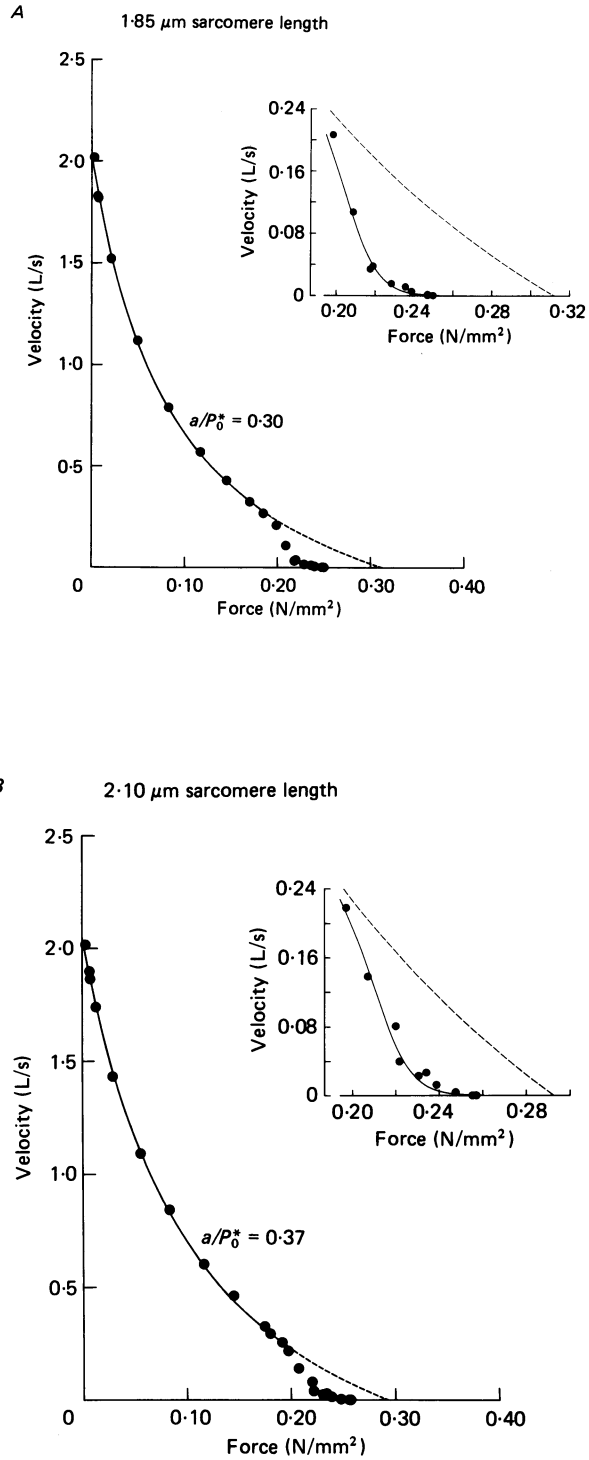 A
1·85 μm sarcomere length
2·5
2·0
1·5
1·0
0·5
0
0·10
0·20
0·30
0·40
Velocity (L/s)
Force (N/mm²)
a/P₀* = 0·30
0·24
0·16
0·08
0
0·20
0·24
0·28
0·32
Velocity (L/s)
Force (N/mm²)
2·10 μm sarcomere length
2·5
2·0
1·5
1·0
0·5
0
0·10
0·20
0·30
0·40
Velocity (L/s)
Force (N/mm²)
a/P₀* = 0·37
0·24
0·16
0·08
0
0·20
0·24
0·28
Velocity (L/s)
Force (N/mm²)